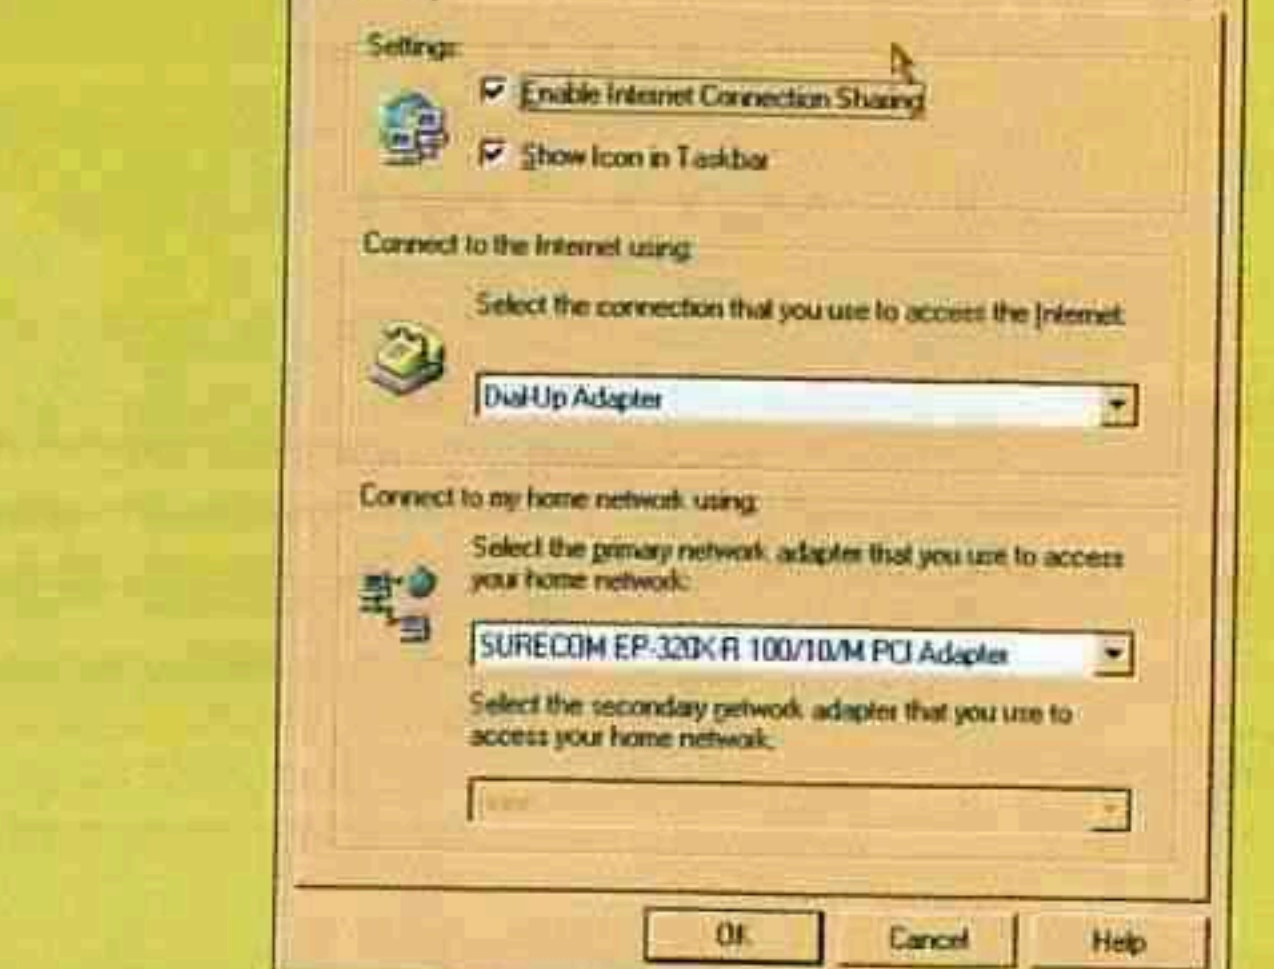 Settings:
Enable Internet Connection Sharing
Show Icon in Taskbar
Connect to the Internet using:
Select the connection that you use to access the Internet:
Dial-Up Adapter
Connect to my home network using:
Select the primary network adapter that you use to access
your home network:
SURECOM EP-320X-R 100/10/M PCI Adapter
Select the secondary network adapter that you use to
access your home network.
OK
Cancel
Help